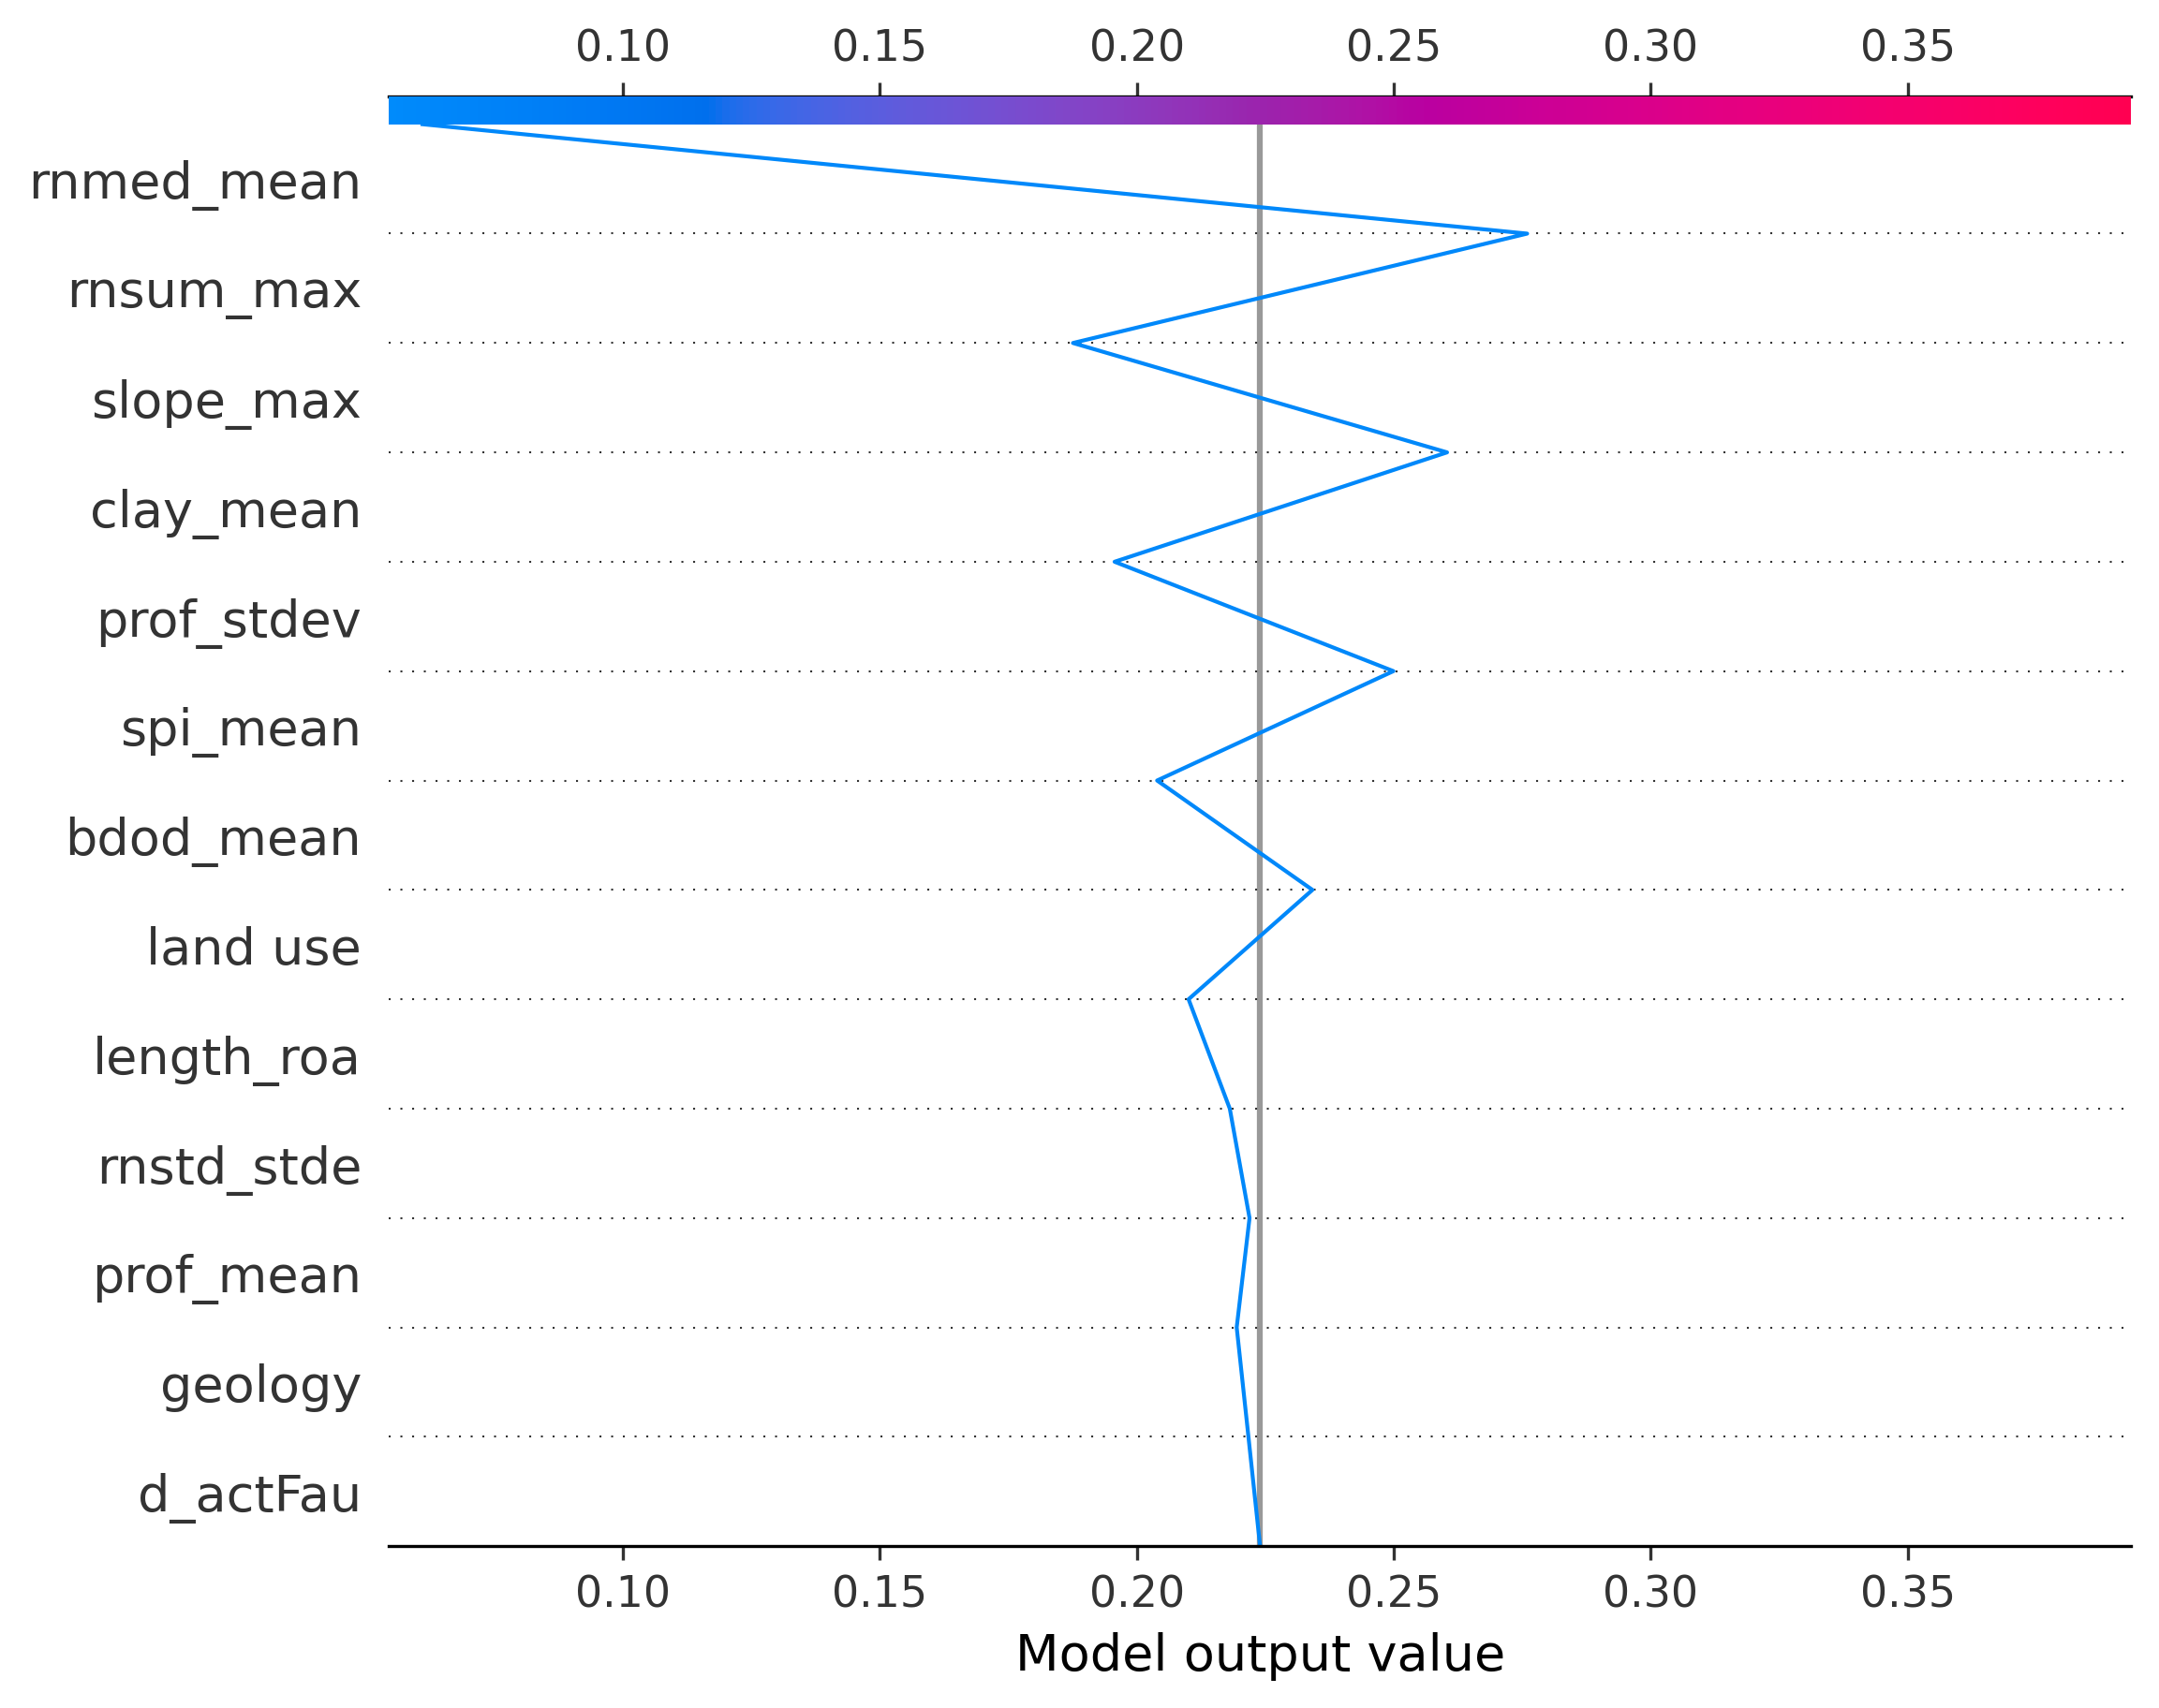 0.10 0.15 0.20 0.25 0.30 0.35
rnmed_mean
rnsum_max
slope_max
clay_mean
prof_stdev
spi_mean
bdod_mean
land use
length_roa
rnstd_stde
prof_mean
geology
d_actFau
0.10 0.15 0.20 0.25 0.30 0.35
Model output value